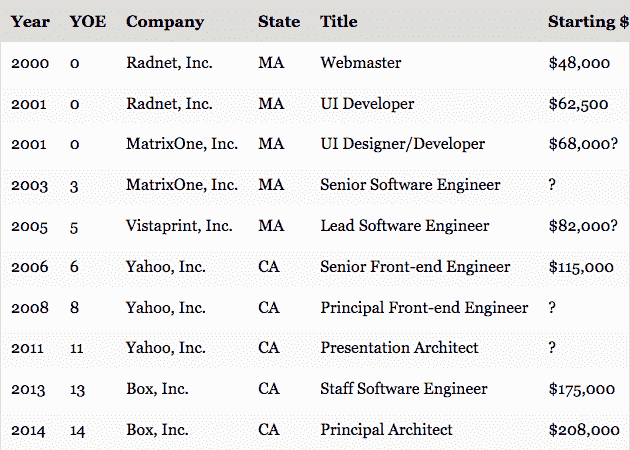 Year YOE Company State Title Starting $
2000 0 Radnet, Inc. MA Webmaster $48,000
2001 0 Radnet, Inc. MA UI Developer $62,500
2001 0 MatrixOne, Inc. MA UI Designer/Developer $68,000?
2003 3 MatrixOne, Inc. MA Senior Software Engineer ?
2005 5 Vistaprint, Inc. MA Lead Software Engineer $82,000?
2006 6 Yahoo, Inc. CA Senior Front-end Engineer $115,000
2008 8 Yahoo, Inc. CA Principal Front-end Engineer ?
2011 11 Yahoo, Inc. CA Presentation Architect ?
2013 13 Box, Inc. CA Staff Software Engineer $175,000
2014 14 Box, Inc. CA Principal Architect $208,000